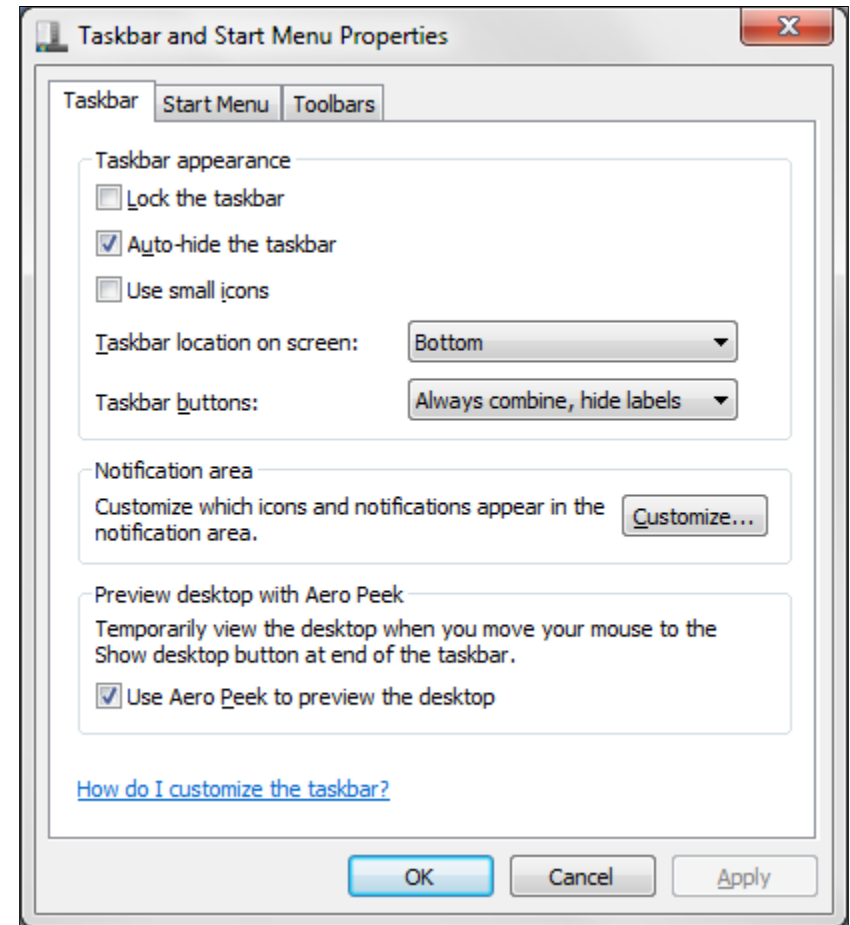 Taskbar and Start Menu Properties
Taskbar
Start Menu
Toolbars
Taskbar appearance
Lock the taskbar
Auto-hide the taskbar
Use small icons
Taskbar location on screen:
Bottom
Taskbar buttons:
Always combine, hide labels
Notification area
Customize which icons and notifications appear in the
notification area.
Customize...
Preview desktop with Aero Peek
Temporarily view the desktop when you move your mouse to the
Show desktop button at end of the taskbar.
Use Aero Peek to preview the desktop
How do I customize the taskbar?
OK
Cancel
Apply